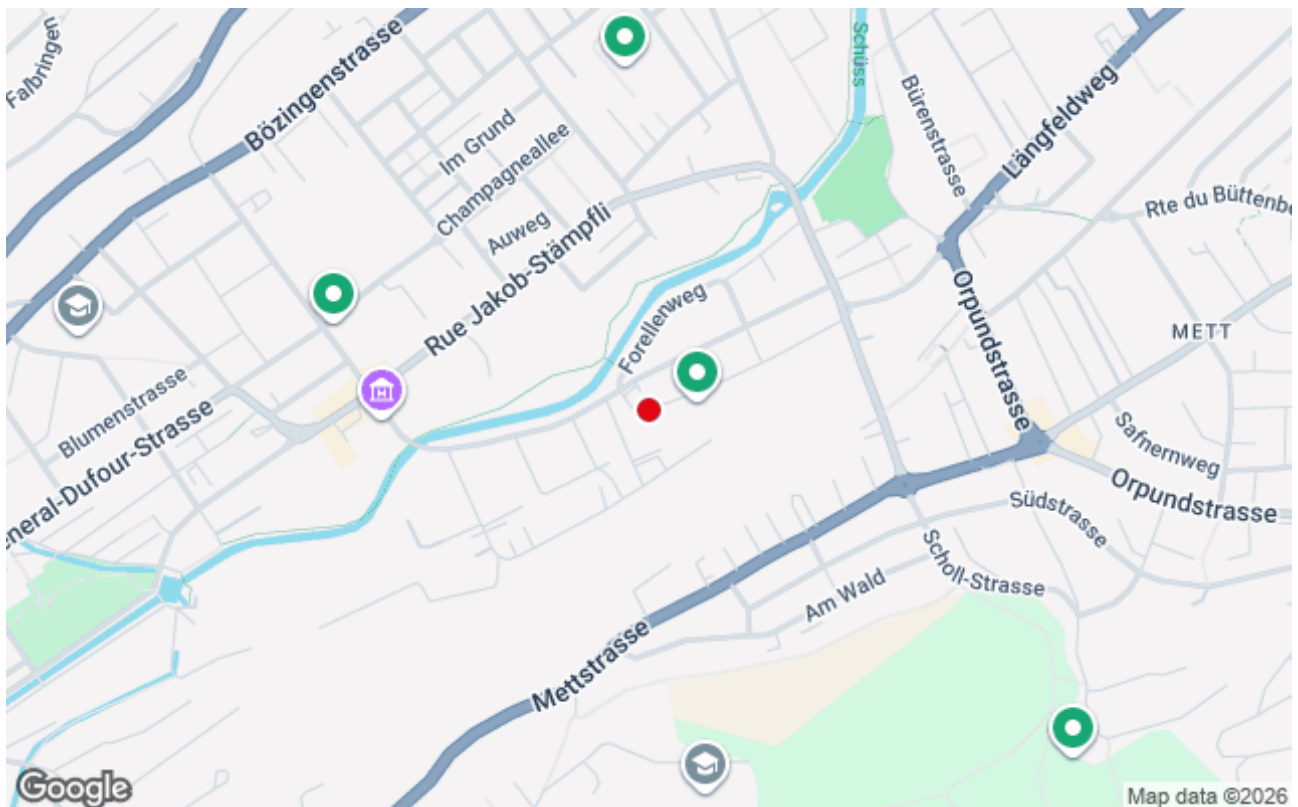 Falbringen
Bözingenstrasse
Schüss
Bürenstrasse
Längfeldweg
Im Grund
Champagneallee
Auweg
Rte du Büttenbe
Rue Jakob-Stämpfli
Forellenweg
Orpundstrasse
METT
Blumenstrasse
eneral-Dufour-Strasse
Safnernweg
Orpundstrasse
Südstrasse
Scholl-Strasse
Am Wald
Mettstrasse
H
Google
Map data ©2026